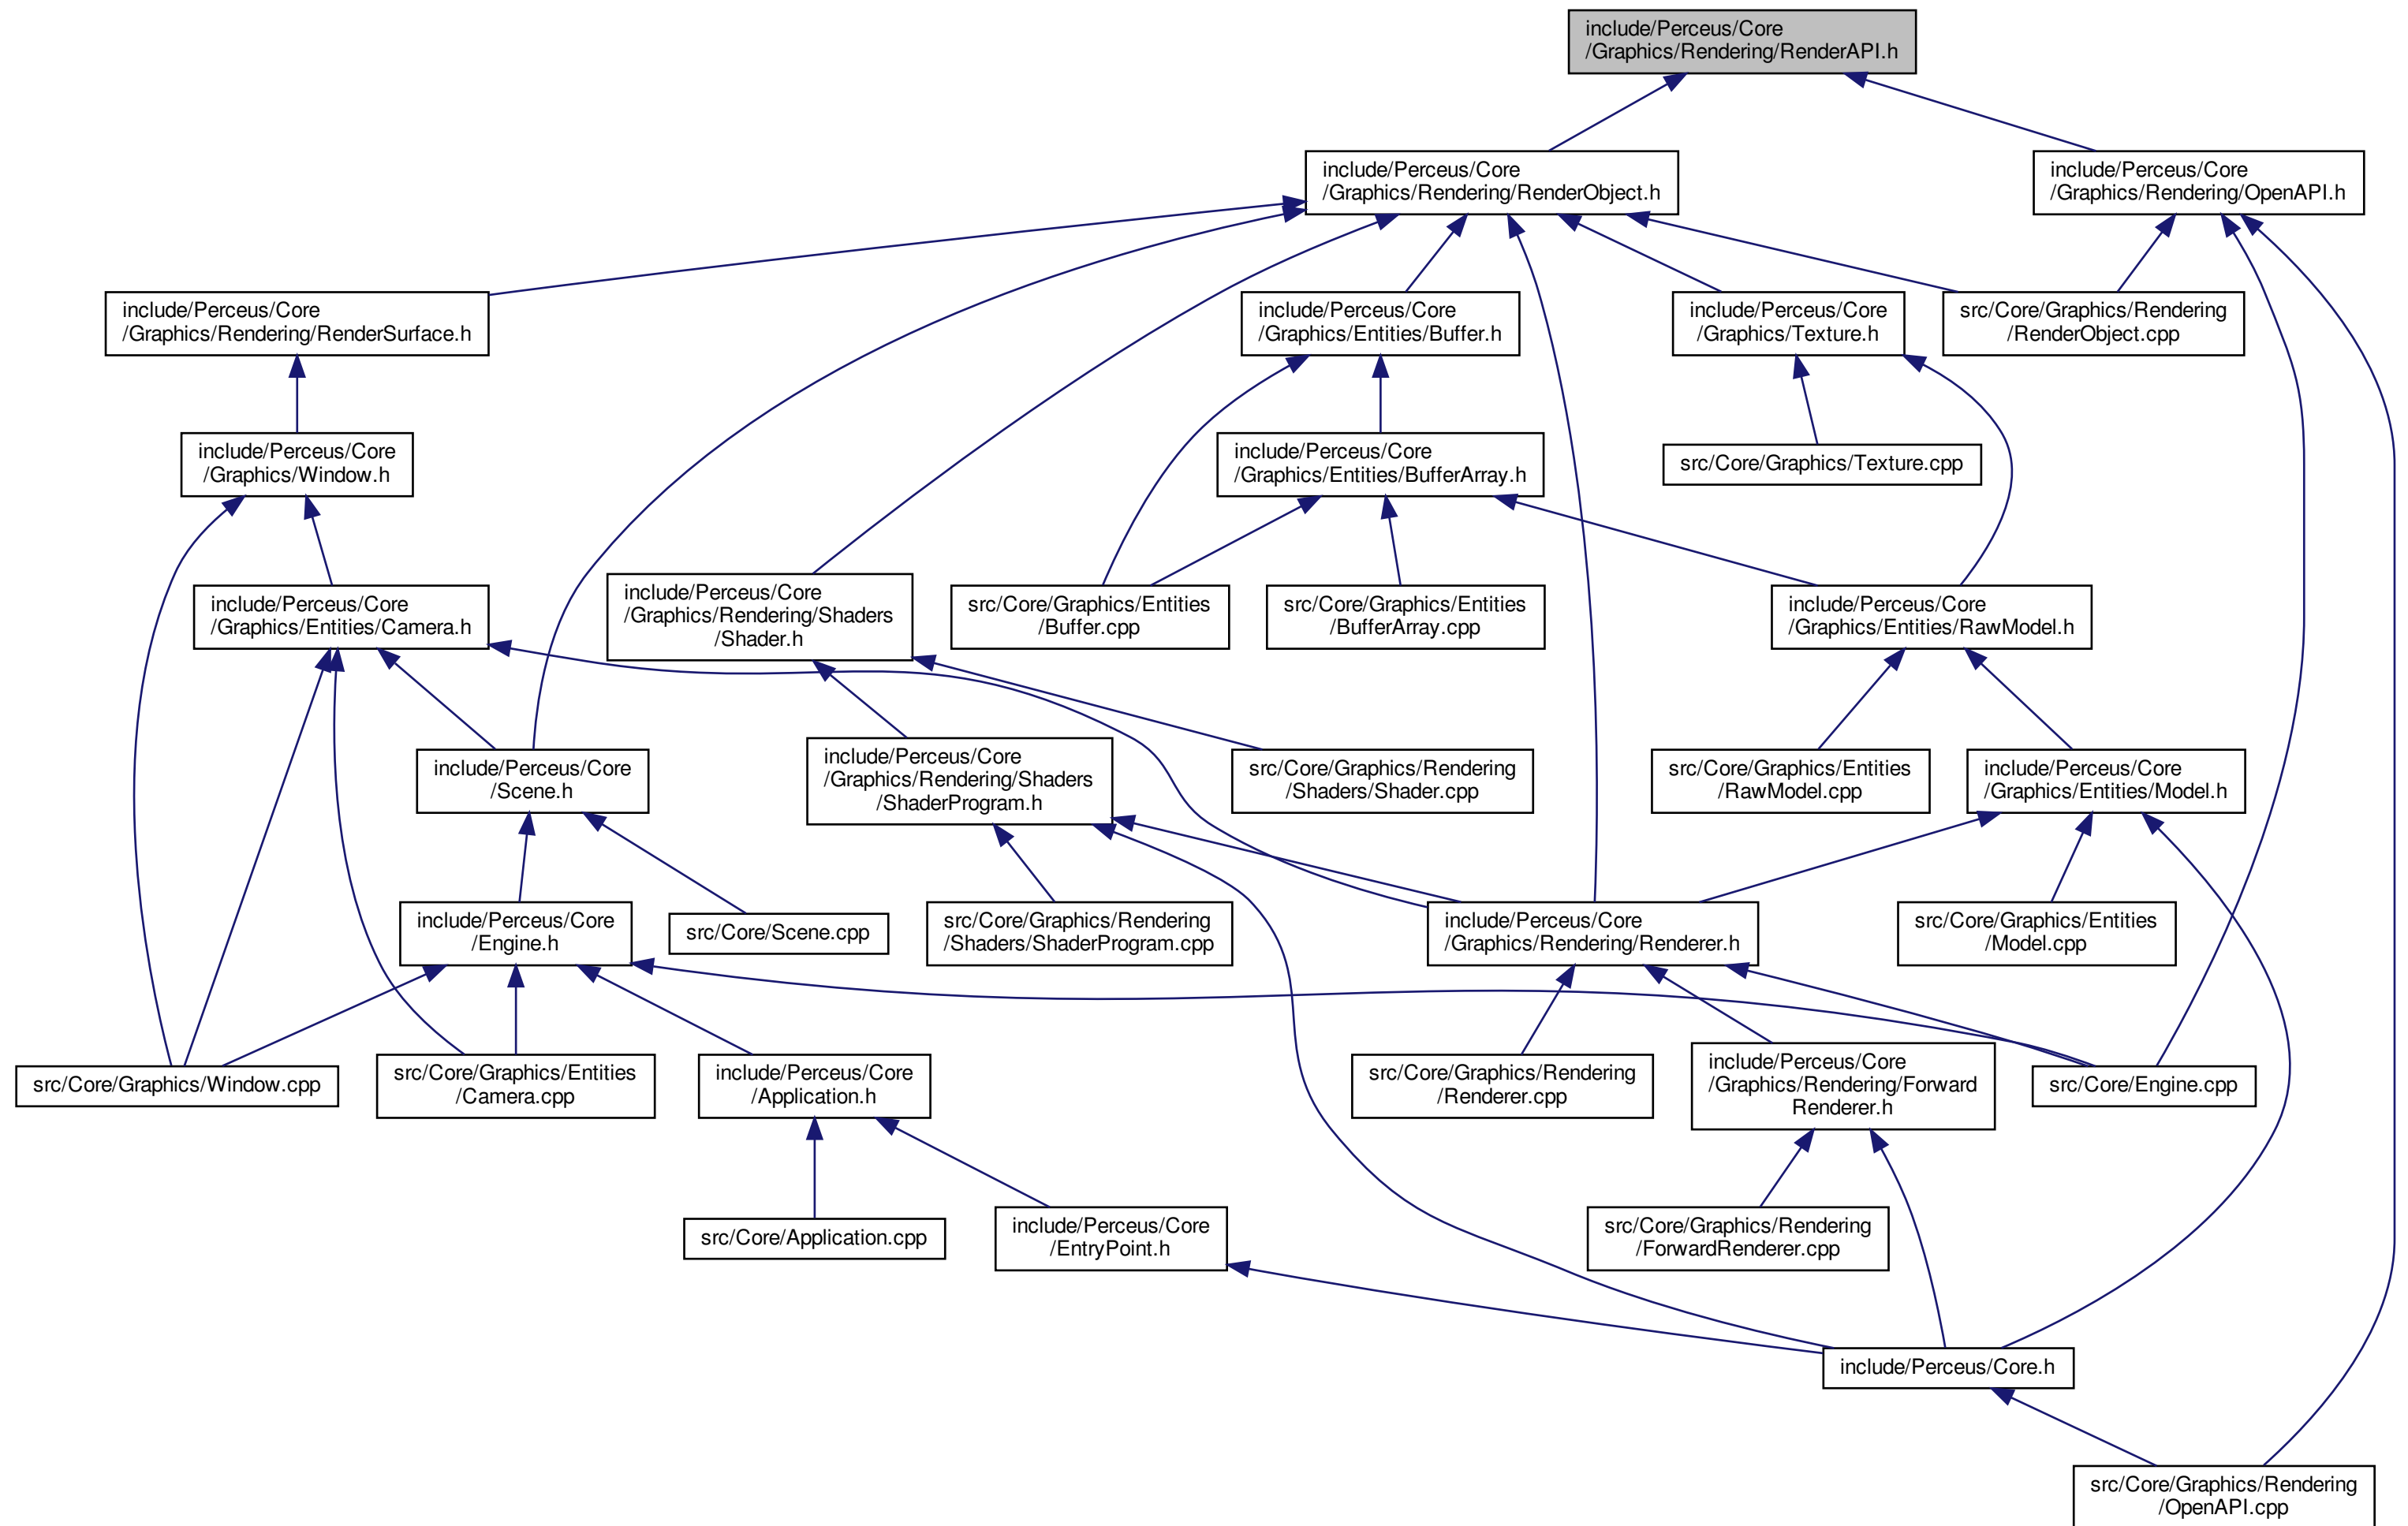 include/Perceus/Core
/Graphics/Rendering/RenderAPI.h
include/Perceus/Core
/Graphics/Rendering/RenderObject.h
include/Perceus/Core
/Graphics/Rendering/OpenAPI.h
include/Perceus/Core
/Graphics/Rendering/RenderSurface.h
include/Perceus/Core
/Graphics/Entities/Buffer.h
include/Perceus/Core
/Graphics/Texture.h
src/Core/Graphics/Rendering
/RenderObject.cpp
include/Perceus/Core
/Graphics/Window.h
include/Perceus/Core
/Graphics/Entities/BufferArray.h
src/Core/Graphics/Texture.cpp
include/Perceus/Core
/Graphics/Entities/Camera.h
include/Perceus/Core
/Graphics/Rendering/Shaders
/Shader.h
src/Core/Graphics/Entities
/Buffer.cpp
src/Core/Graphics/Entities
/BufferArray.cpp
include/Perceus/Core
/Graphics/Entities/RawModel.h
include/Perceus/Core
/Scene.h
include/Perceus/Core
/Graphics/Rendering/Shaders
/ShaderProgram.h
src/Core/Graphics/Rendering
/Shaders/Shader.cpp
src/Core/Graphics/Entities
/RawModel.cpp
include/Perceus/Core
/Graphics/Entities/Model.h
include/Perceus/Core
/Engine.h
src/Core/Scene.cpp
src/Core/Graphics/Rendering
/Shaders/ShaderProgram.cpp
include/Perceus/Core
/Graphics/Rendering/Renderer.h
src/Core/Graphics/Entities
/Model.cpp
src/Core/Graphics/Window.cpp
src/Core/Graphics/Entities
/Camera.cpp
include/Perceus/Core
/Application.h
src/Core/Graphics/Rendering
/Renderer.cpp
include/Perceus/Core
/Graphics/Rendering/Forward
Renderer.h
src/Core/Engine.cpp
src/Core/Application.cpp
include/Perceus/Core
/EntryPoint.h
src/Core/Graphics/Rendering
/ForwardRenderer.cpp
include/Perceus/Core.h
src/Core/Graphics/Rendering
/OpenAPI.cpp